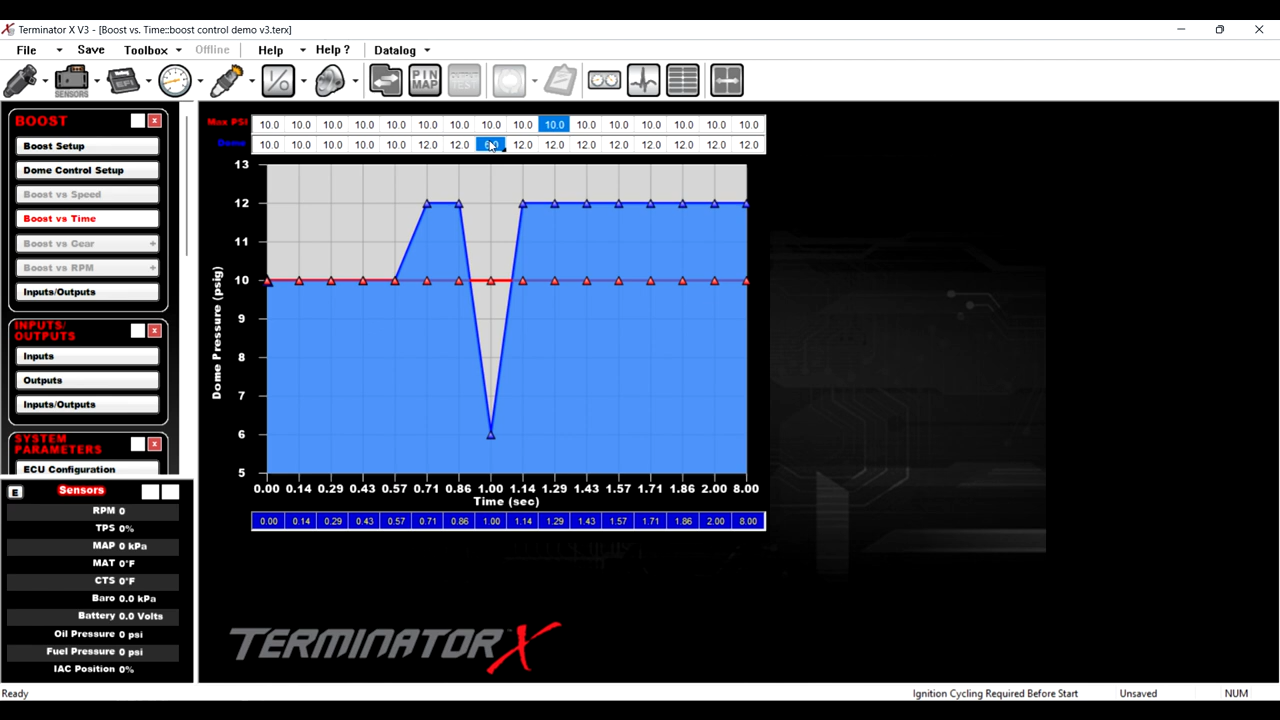 Terminator X V3 - [Boost vs. Time::boost control demo v3.terx]
File Save Toolbox Offline Help Help ? Datalog
SENSORS I/O PIN MAP OUTPUT TEST
BOOST x
Boost Setup
Dome Control Setup
Boost vs Speed
Boost vs Time
Boost vs Gear +
Boost vs RPM +
Inputs/Outputs
INPUTS/
OUTPUTS x
Inputs
Outputs
Inputs/Outputs
SYSTEM
PARAMETERS x
ECU Configuration
E Sensors
RPM 0
TPS 0%
MAP 0 kPa
MAT 0°F
CTS 0°F
Baro 0.0 kPa
Battery 0.0 Volts
Oil Pressure 0 psi
Fuel Pressure 0 psi
IAC Position 0%
Max PSI 10.0 10.0 10.0 10.0 10.0 10.0 10.0 10.0 10.0 10.0 10.0 10.0 10.0 10.0 10.0 10.0
Dome 10.0 10.0 10.0 10.0 10.0 12.0 12.0 6.0 12.0 12.0 12.0 12.0 12.0 12.0 12.0 12.0
13
12
11
10
9
8
7
6
5
Dome Pressure (psig)
0.00 0.14 0.29 0.43 0.57 0.71 0.86 1.00 1.14 1.29 1.43 1.57 1.71 1.86 2.00 8.00
Time (sec)
0.00 0.14 0.29 0.43 0.57 0.71 0.86 1.00 1.14 1.29 1.43 1.57 1.71 1.86 2.00 8.00
TERMINATOR X
Ready Ignition Cycling Required Before Start Unsaved NUM